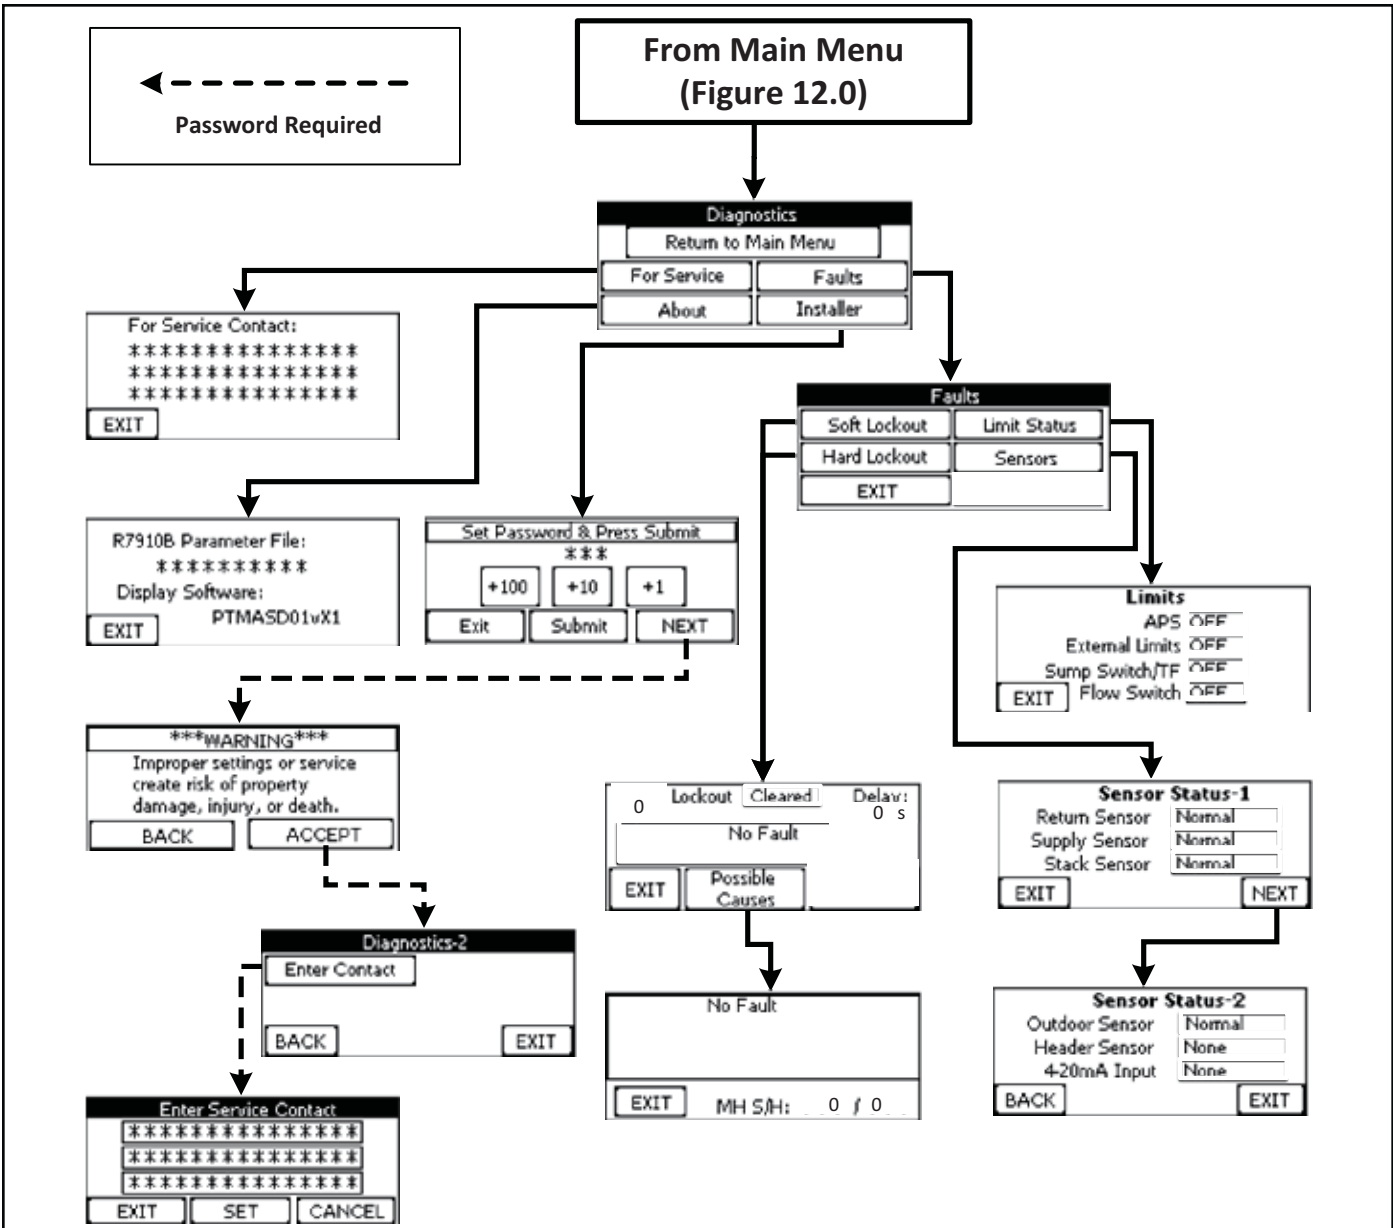 From Main Menu
(Figure 12.0)
Password Required
Diagnostics
Return to Main Menu
For Service
Faults
About
Installer
For Service Contact:
***************
***************
***************
EXIT
Faults
Soft Lockout
Limit Status
Hard Lockout
Sensors
EXIT
R7910B Parameter File:
**********
Display Software:
PTMASD01vX1
EXIT
Set Password & Press Submit
***
+100
+10
+1
Exit
Submit
NEXT
Limits
APS OFF
External Limits OFF
Sump Switch/TF OFF
Flow Switch OFF
EXIT
***WARNING***
Improper settings or service
create risk of property
damage, injury, or death.
BACK
ACCEPT
0
Lockout Cleared
Delay:
0 s
No Fault
EXIT
Possible
Causes
Sensor Status-1
Return Sensor Normal
Supply Sensor Normal
Stack Sensor Normal
EXIT
NEXT
Diagnostics-2
Enter Contact
BACK
EXIT
No Fault
EXIT
MH S/H: 0 / 0
Sensor Status-2
Outdoor Sensor Normal
Header Sensor None
4-20mA Input None
BACK
EXIT
Enter Service Contact
***************
***************
***************
EXIT
SET
CANCEL